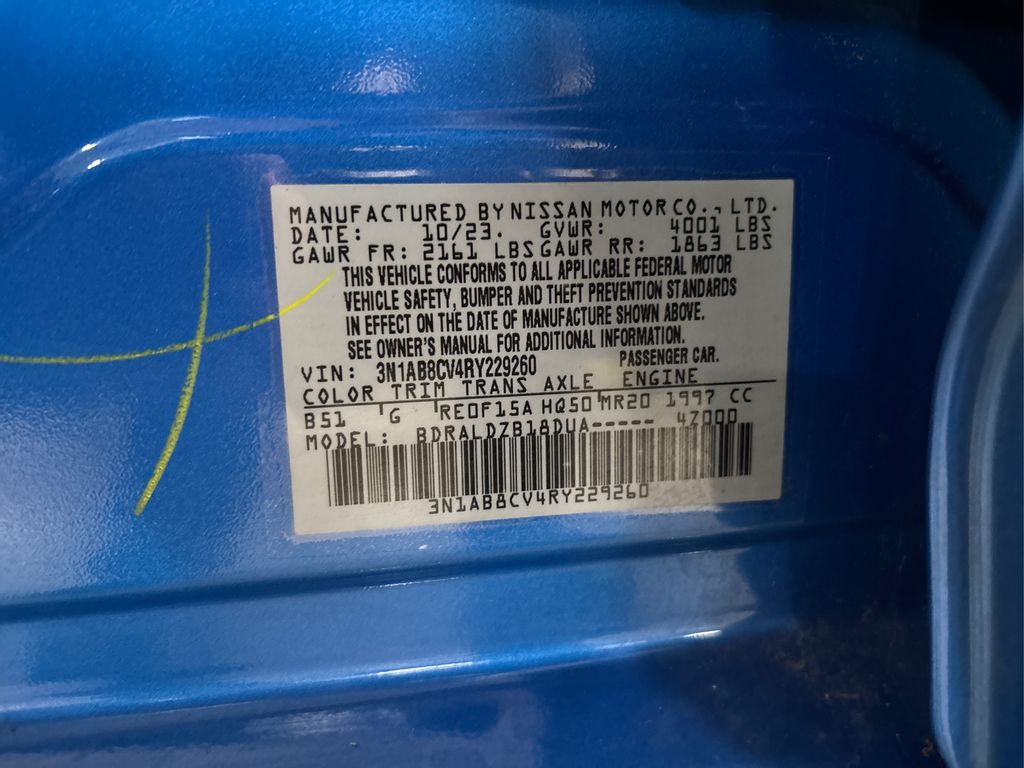 MANUFACTURED BY NISSAN MOTOR CO., LTD.
DATE: 10/23. GVWR: 4001 LBS
GAWR FR: 2161 LBS GAWR RR: 1863 LBS
THIS VEHICLE CONFORMS TO ALL APPLICABLE FEDERAL MOTOR
VEHICLE SAFETY, BUMPER AND THEFT PREVENTION STANDARDS
IN EFFECT ON THE DATE OF MANUFACTURE SHOWN ABOVE.
SEE OWNER'S MANUAL FOR ADDITIONAL INFORMATION.
VIN: 3N1AB8CV4RY229260 PASSENGER CAR.
COLOR TRIM TRANS AXLE ENGINE
B51 G RE0F15A HQ50 MR20 1997 CC
MODEL: BDRALDZB18DUA----- 4Z000
3N1AB8CV4RY229260